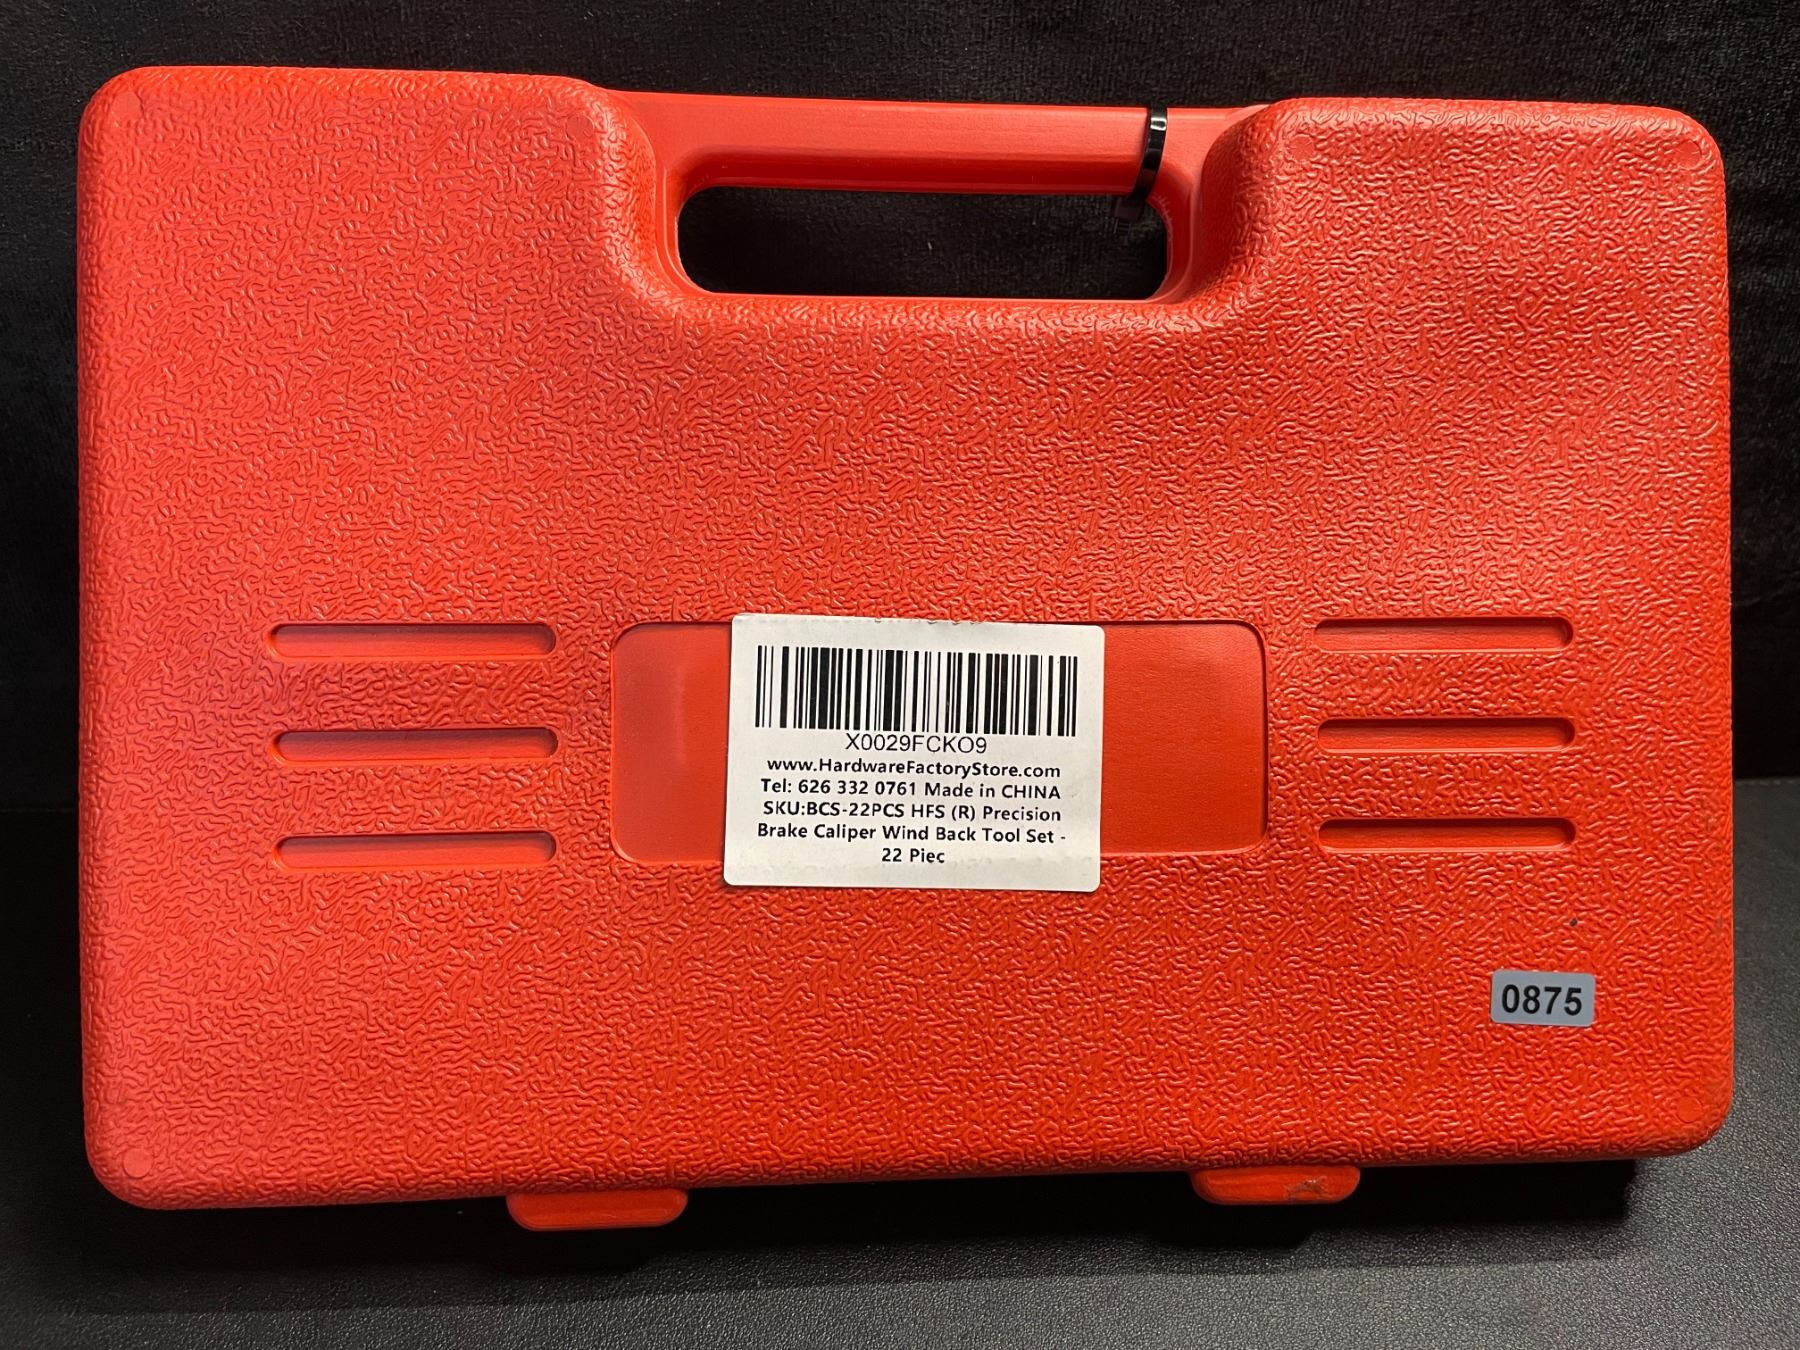 X0029FCKO9
www.HardwareFactoryStore.com
Tel: 626 332 0761 Made in CHINA
SKU:BCS-22PCS HFS (R) Precision
Brake Caliper Wind Back Tool Set -
22 Piec
0875